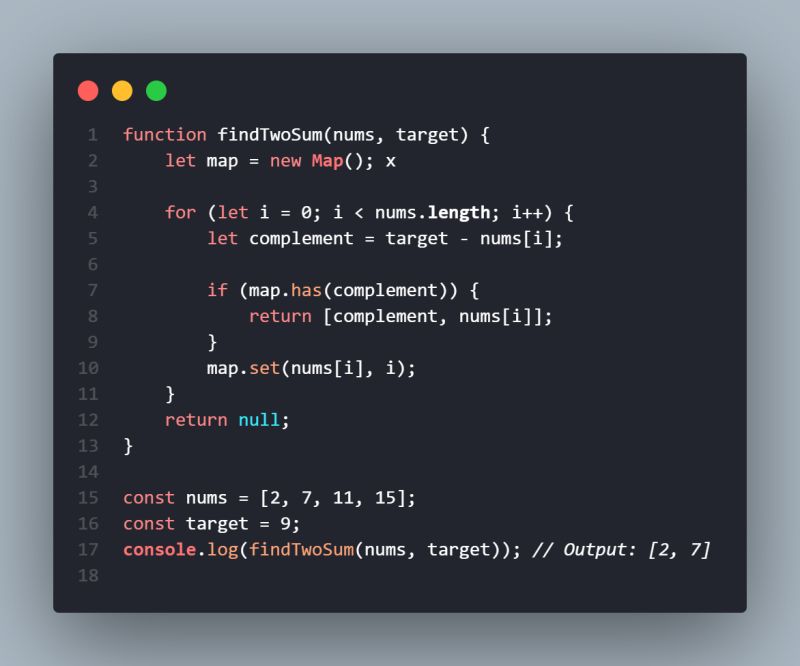 1 function findTwoSum(nums, target) {
2     let map = new Map(); x
3
4     for (let i = 0; i < nums.length; i++) {
5         let complement = target - nums[i];
6
7         if (map.has(complement)) {
8             return [complement, nums[i]];
9         }
10         map.set(nums[i], i);
11     }
12     return null;
13 }
14
15 const nums = [2, 7, 11, 15];
16 const target = 9;
17 console.log(findTwoSum(nums, target)); // Output: [2, 7]
18